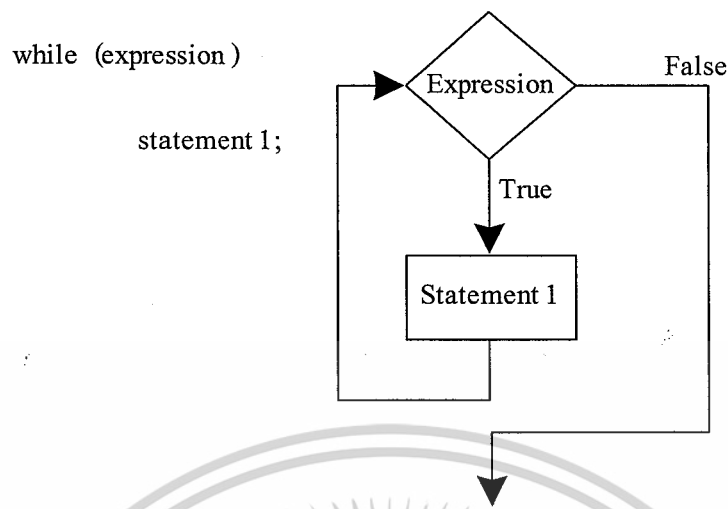 while (expression)
statement 1;
Expression
False
True
Statement 1